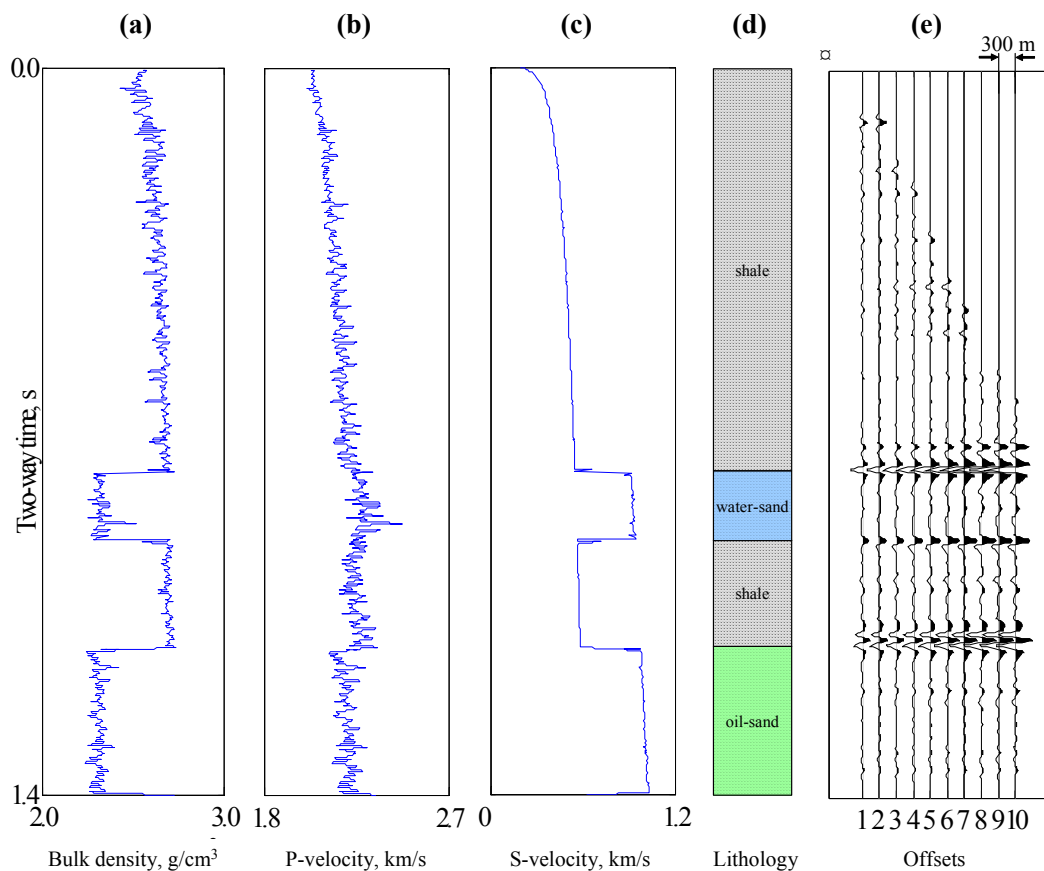 (a) (b) (c) (d) (e)
300 m
¤
0.0
shale
Two-way time, s
water-sand
shale
oil-sand
1.4
2.0 3.0 1.8 2.7 0 1.2 1 2 3 4 5 6 7 8 9 10
Bulk density, g/cm³ P-velocity, km/s S-velocity, km/s Lithology Offsets